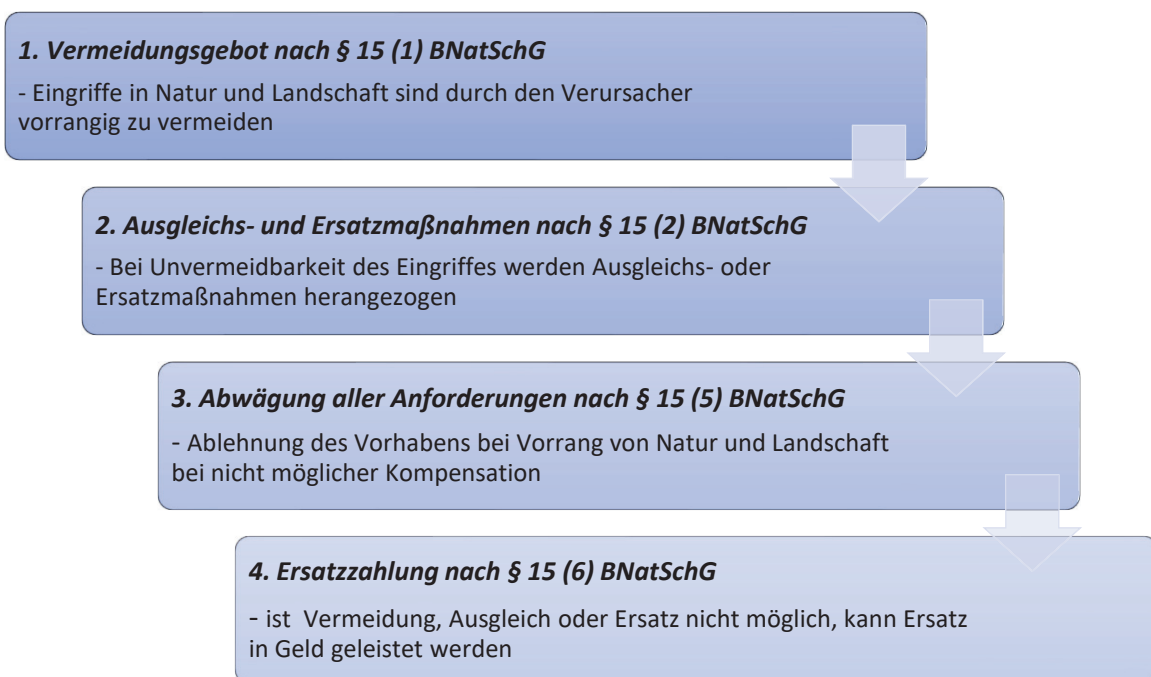 1. Vermeidungsgebot nach § 15 (1) BNatSchG
- Eingriffe in Natur und Landschaft sind durch den Verursacher
vorrangig zu vermeiden
2. Ausgleichs- und Ersatzmaßnahmen nach § 15 (2) BNatSchG
- Bei Unvermeidbarkeit des Eingriffes werden Ausgleichs- oder
Ersatzmaßnahmen herangezogen
3. Abwägung aller Anforderungen nach § 15 (5) BNatSchG
- Ablehnung des Vorhabens bei Vorrang von Natur und Landschaft
bei nicht möglicher Kompensation
4. Ersatzzahlung nach § 15 (6) BNatSchG
- ist Vermeidung, Ausgleich oder Ersatz nicht möglich, kann Ersatz
in Geld geleistet werden